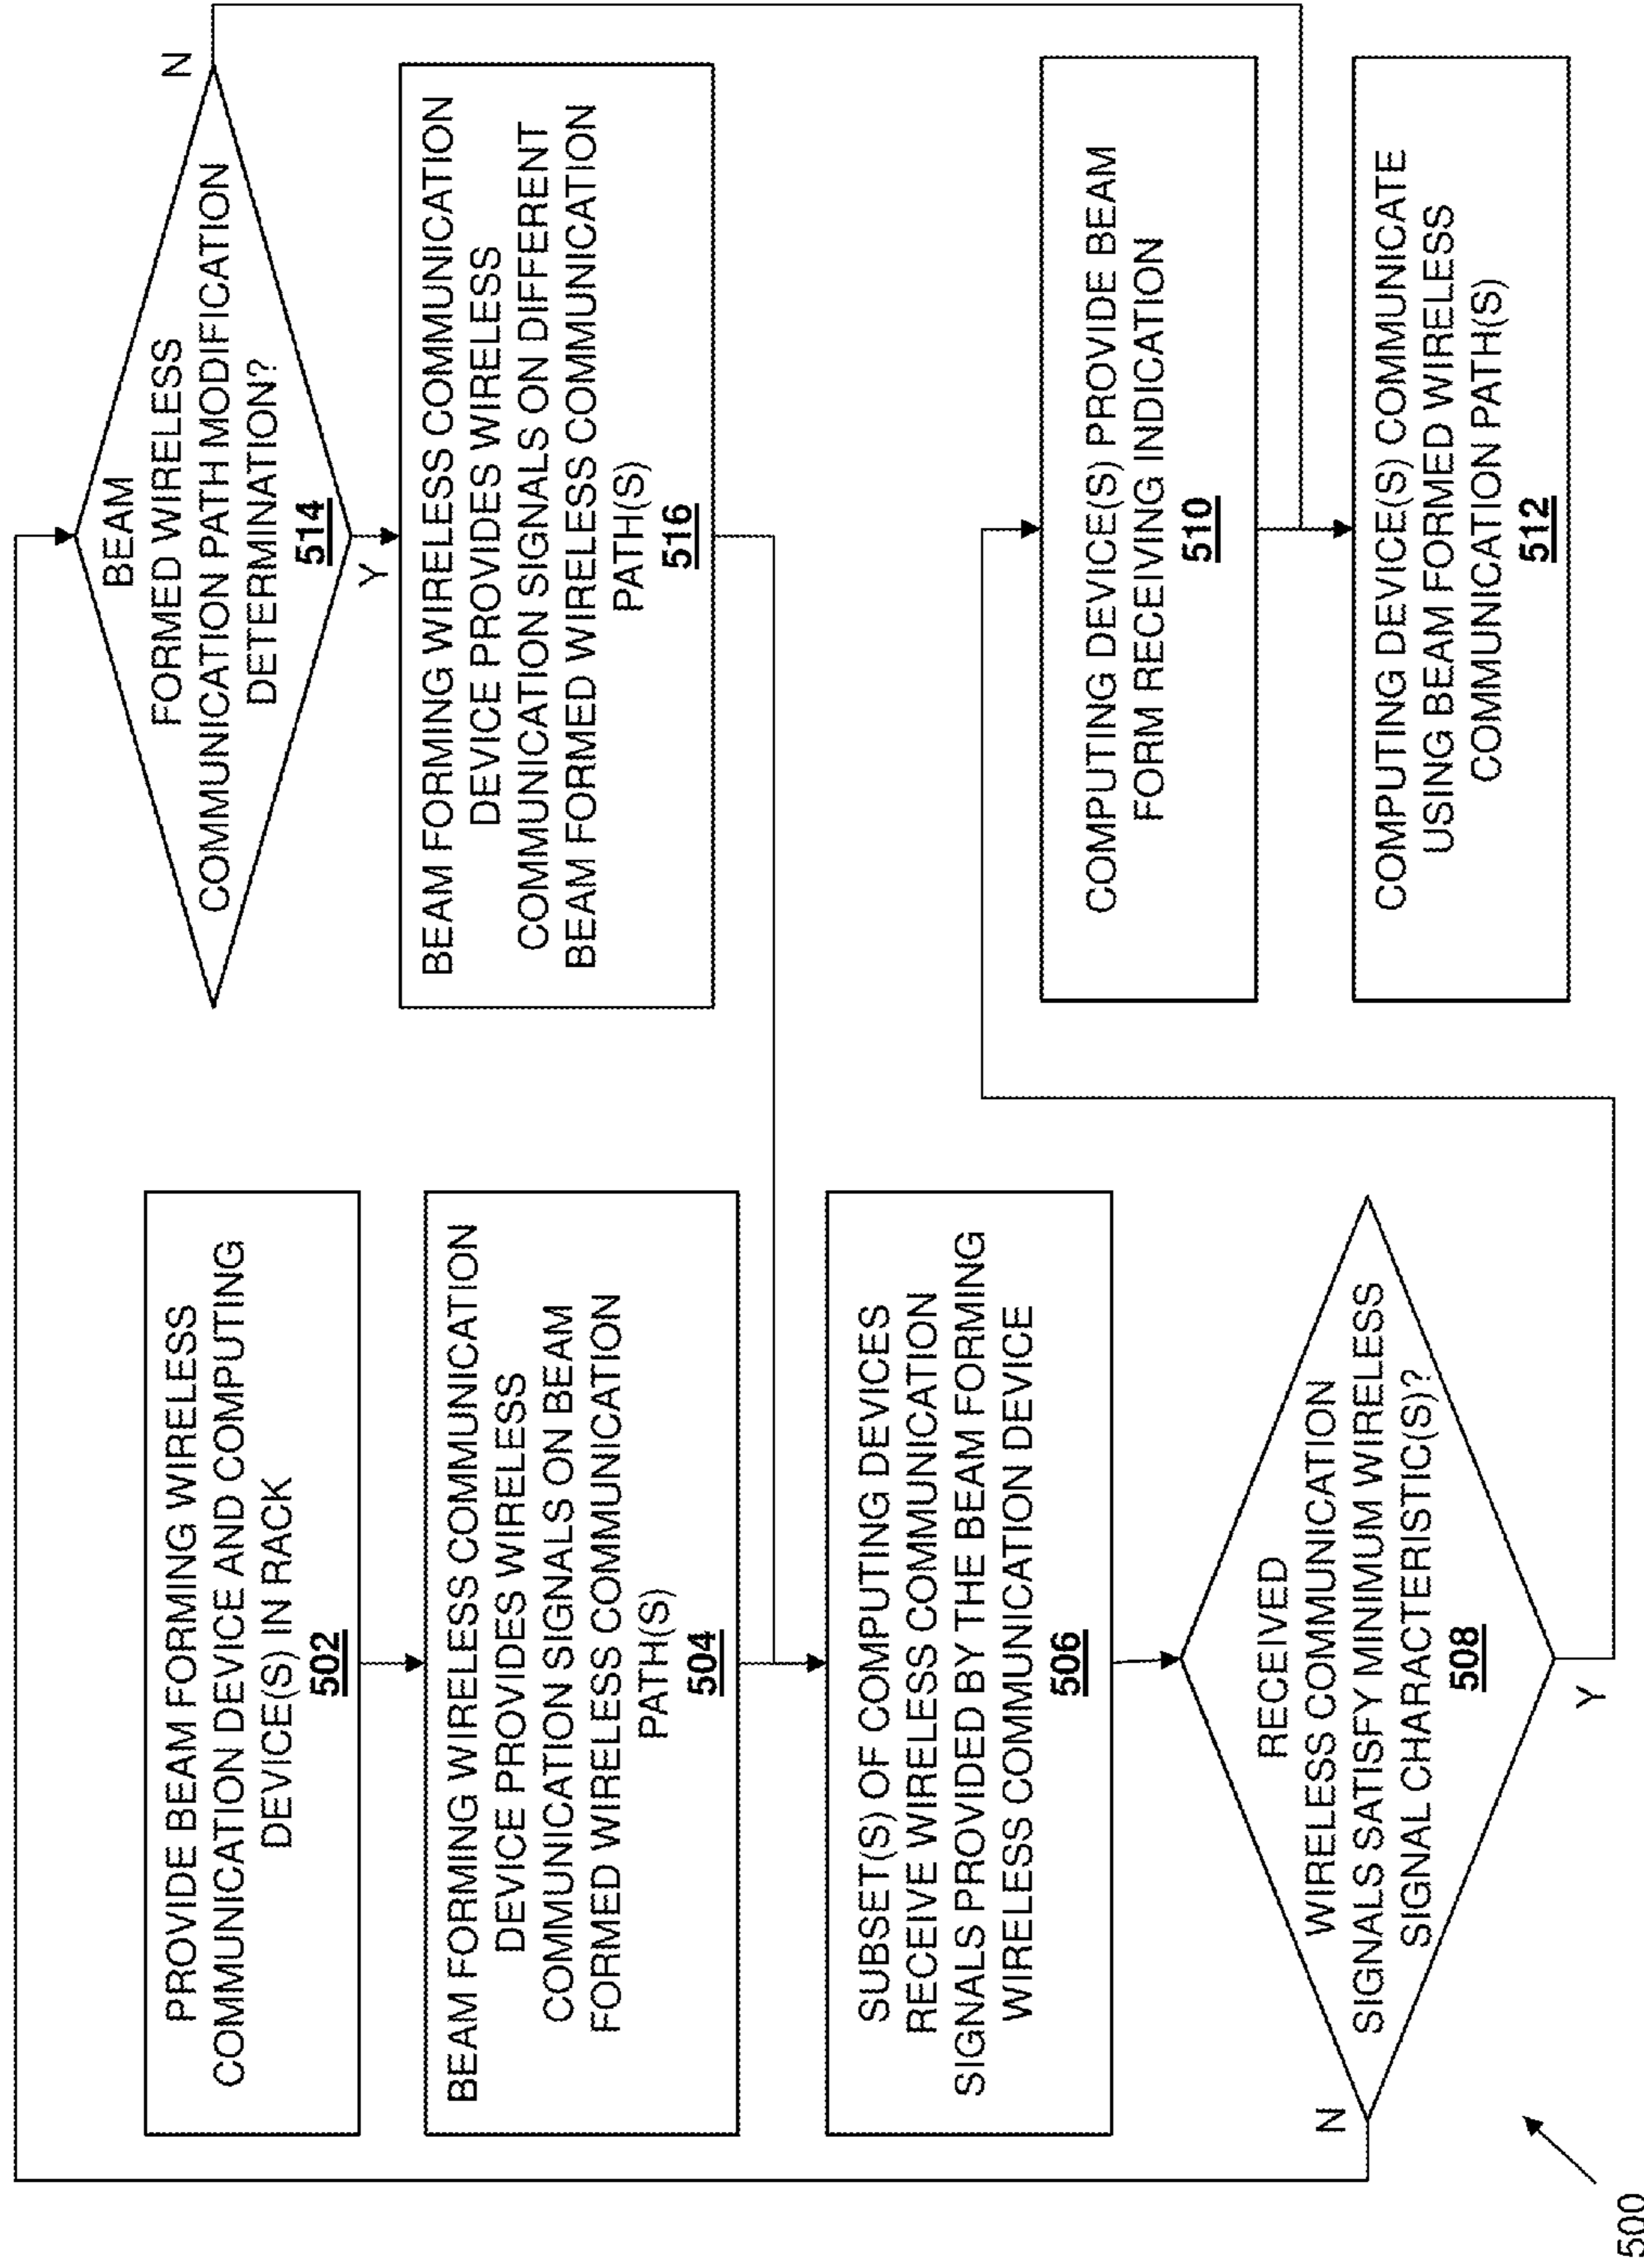 PROVIDE BEAM FORMING WIRELESS
COMMUNICATION DEVICE AND COMPUTING
DEVICE(S) IN RACK
502
BEAM FORMING WIRELESS COMMUNICATION
DEVICE PROVIDES WIRELESS
COMMUNICATION SIGNALS ON BEAM
FORMED WIRELESS COMMUNICATION
PATH(S)
504
SUBSET(S) OF COMPUTING DEVICES
RECEIVE WIRELESS COMMUNICATION
SIGNALS PROVIDED BY THE BEAM FORMING
WIRELESS COMMUNICATION DEVICE
506
RECEIVED
WIRELESS COMMUNICATION
SIGNALS SATISFY MINIMUM WIRELESS
SIGNAL CHARACTERISTIC(S)?
508
N
Y
BEAM
FORMED WIRELESS
COMMUNICATION PATH MODIFICATION
DETERMINATION?
514
N
Y
BEAM FORMING WIRELESS COMMUNICATION
DEVICE PROVIDES WIRELESS
COMMUNICATION SIGNALS ON DIFFERENT
BEAM FORMED WIRELESS COMMUNICATION
PATH(S)
516
COMPUTING DEVICE(S) PROVIDE BEAM
FORM RECEIVING INDICATION
510
COMPUTING DEVICE(S) COMMUNICATE
USING BEAM FORMED WIRELESS
COMMUNICATION PATH(S)
512
500